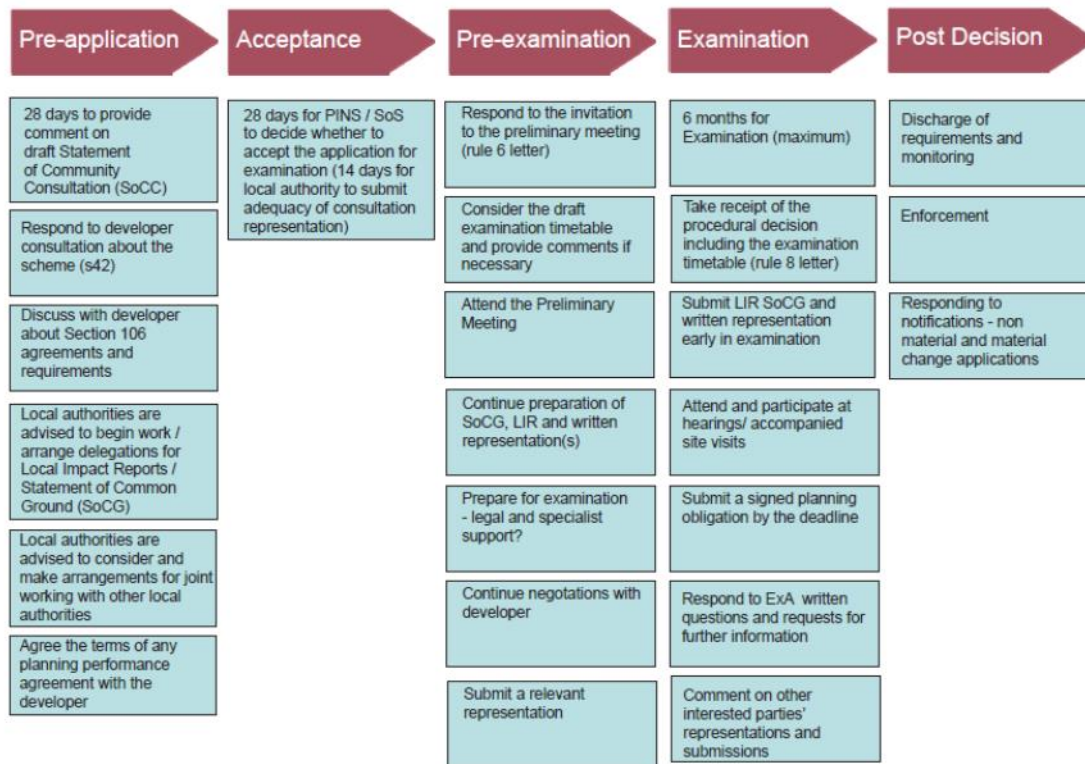 Pre-application
Acceptance
Pre-examination
Examination
Post Decision
28 days to provide
comment on
draft Statement
of Community
Consultation (SoCC)
Respond to developer
consultation about the
scheme (s42)
Discuss with developer
about Section 106
agreements and
requirements
Local authorities are
advised to begin work /
arrange delegations for
Local Impact Reports /
Statement of Common
Ground (SoCG)
Local authorities are
advised to consider and
make arrangements for joint
working with other local
authorities
Agree the terms of any
planning performance
agreement with the
developer
28 days for PINS / SoS
to decide whether to
accept the application for
examination (14 days for
local authority to submit
adequacy of consultation
representation)
Respond to the invitation
to the preliminary meeting
(rule 6 letter)
Consider the draft
examination timetable
and provide comments if
necessary
Attend the Preliminary
Meeting
Continue preparation of
SoCG, LIR and written
representation(s)
Prepare for examination
- legal and specialist
support?
Continue negotations with
developer
Submit a relevant
representation
6 months for
Examination (maximum)
Take receipt of the
procedural decision
including the examination
timetable (rule 8 letter)
Submit LIR SoCG and
written representation
early in examination
Attend and participate at
hearings/ accompanied
site visits
Submit a signed planning
obligation by the deadline
Respond to ExA written
questions and requests for
further information
Comment on other
interested parties'
representations and
submissions
Discharge of
requirements and
monitoring
Enforcement
Responding to
notifications - non
material and material
change applications